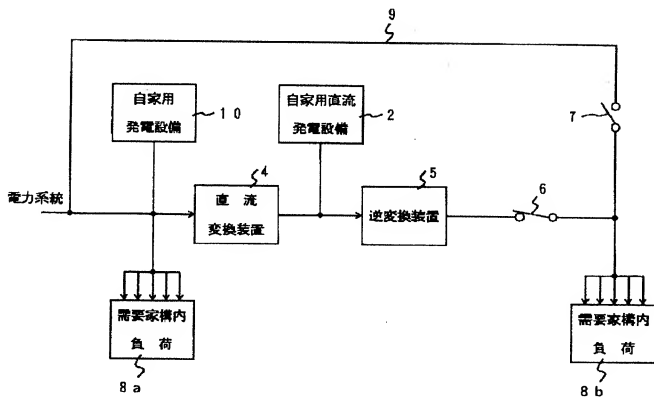 9
自家用
発電設備
10
自家用直流
発電設備
2
7
電力系統
4
直流
変換装置
5
逆変換装置
6
需要家構内
負荷
8a
需要家構内
負荷
8b